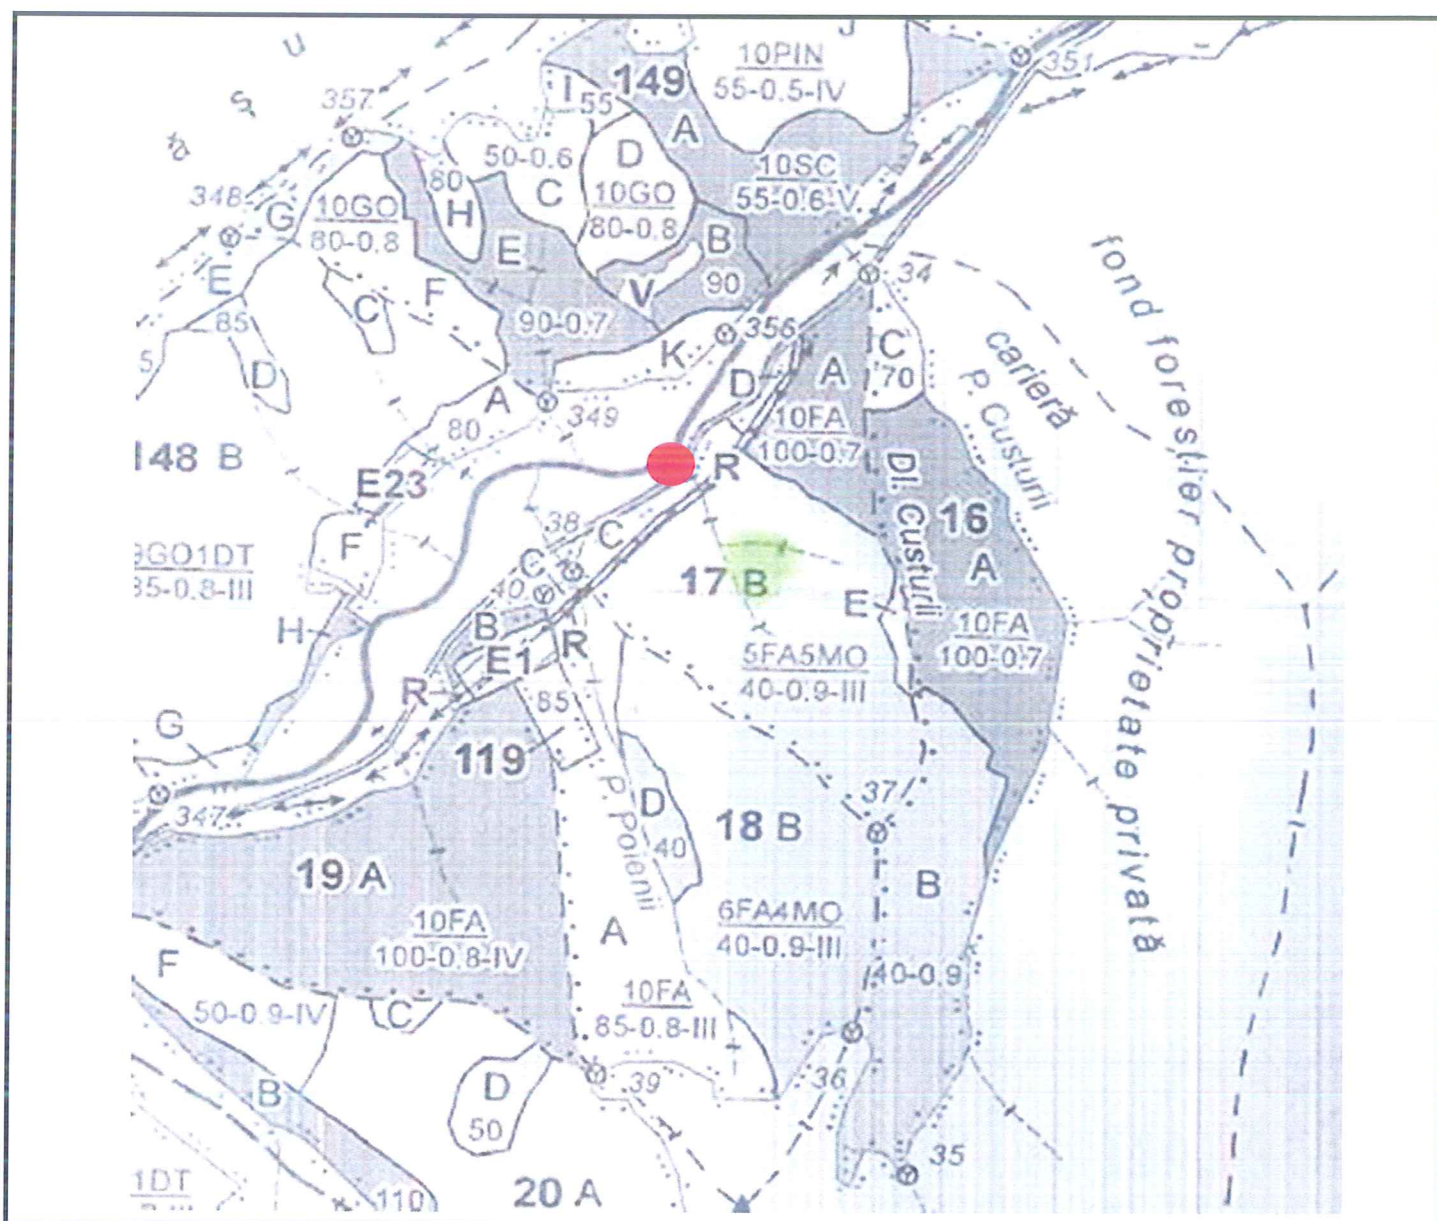 ă ș u
J
10PIN
55-0.5-IV
351
149
I 55
357
A
50-0.6
D
10SC
55-0.6-V
80
C
10GO
80-0.8
348
G
10GO
80-0.8
H
E
B
90
34
E
F
V
C
90-0.7
85
K
356
C
70
D
D
A
carieră
P. Custurii
fond forestier proprietate privată
A
349
80
10FA
100-0.7
148 B
E23
R
Dl. Custurii
16
A
38
C
F
9GO1DT
85-0.8-III
C
40
17 B
E
10FA
100-0.7
H
B
R
E1
5FA5MO
40-0.9-III
R
85
G
119
P. Poienii
D
40
37
347
18 B
19 A
B
10FA
100-0.8-IV
6FA4MO
40-0.9-III
A
F
40-0.9
50-0.9-IV
C
10FA
85-0.8-III
D
50
39
36
B
35
1DT
110
20 A